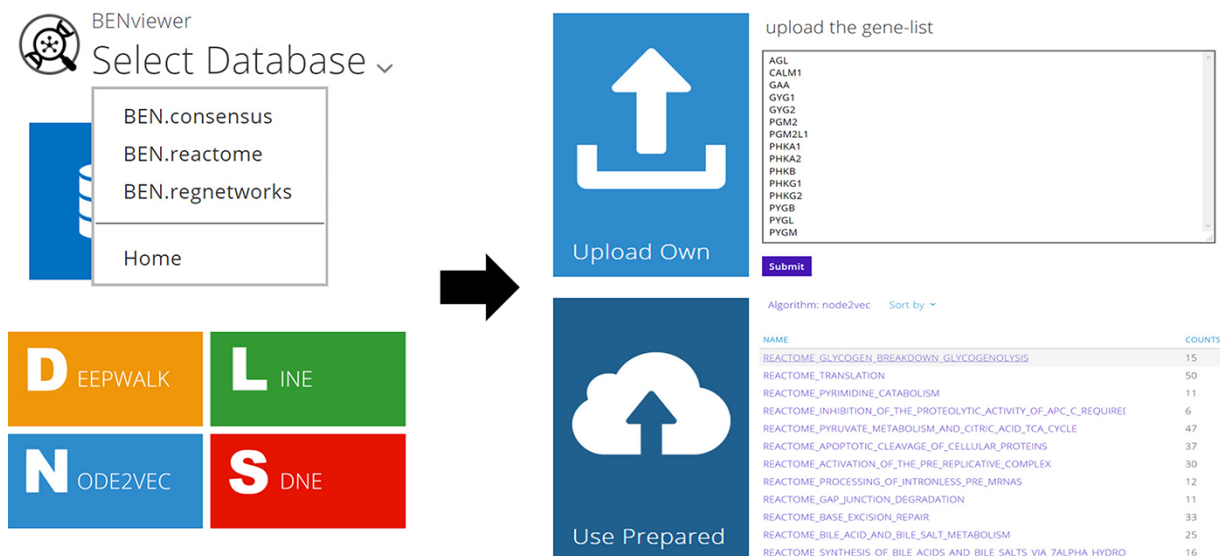 BENviewer
Select Database
BEN.consensus
BEN.reactome
BEN.regnetworks
Home
DEEPWALK
LINE
NODE2VEC
SDNE
Upload Own
upload the gene-list
AGL
CALM1
GAA
GYG1
GYG2
PGM2
PGM2L1
PHKA1
PHKA2
PHKB
PHKG1
PHKG2
PYGB
PYGL
PYGM
Submit
Use Prepared
Algorithm: node2vec Sort by
NAME COUNTS
REACTOME_GLYCOGEN_BREAKDOWN_GLYCOGENOLYSIS 15
REACTOME_TRANSLATION 50
REACTOME_PYRIMIDINE_CATABOLISM 11
REACTOME_INHIBITION_OF_THE_PROTEOLYTIC_ACTIVITY_OF_APC_C_REQUIRE 6
REACTOME_PYRUVATE_METABOLISM_AND_CITRIC_ACID_TCA_CYCLE 47
REACTOME_APOPTOTIC_CLEAVAGE_OF_CELLULAR_PROTEINS 37
REACTOME_ACTIVATION_OF_THE_PRE_REPLICATIVE_COMPLEX 30
REACTOME_PROCESSING_OF_INTRONLESS_PRE_MRNAS 12
REACTOME_GAP_JUNCTION_DEGRADATION 11
REACTOME_BASE_EXCISION_REPAIR 33
REACTOME_BILE_ACID_AND_BILE_SALT_METABOLISM 25
REACTOME_SYNTHESIS_OF_BILE_ACIDS_AND_BILE_SALTS_VIA_7ALPHA_HYDRO 16